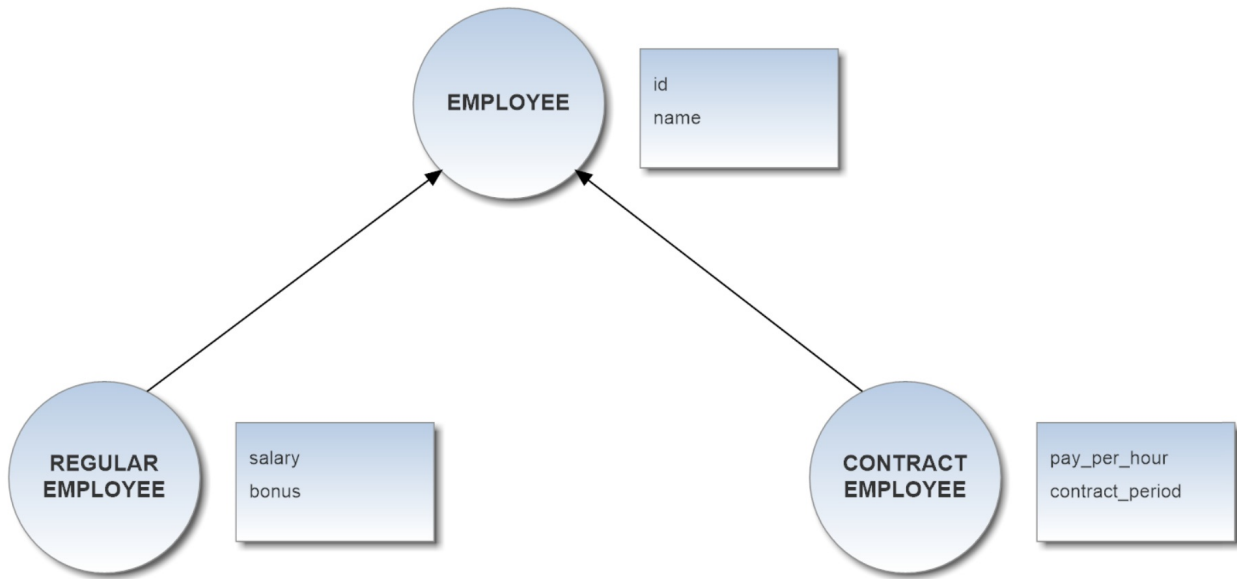 EMPLOYEE
id
name
REGULAR
EMPLOYEE
salary
bonus
CONTRACT
EMPLOYEE
pay_per_hour
contract_period